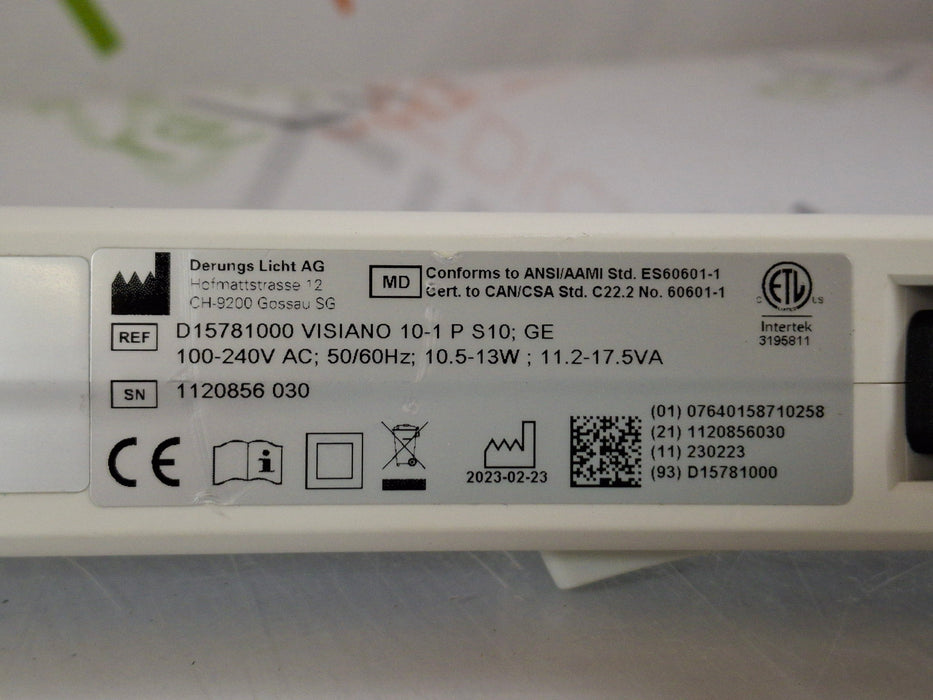 Derungs Licht AG
Hofmattstrasse 12
CH-9200 Gossau SG
MD
Conforms to ANSI/AAMI Std. ES60601-1
Cert. to CAN/CSA Std. C22.2 No. 60601-1
C ETL US
Intertek
3195811
REF
D15781000 VISIANO 10-1 P S10; GE
100-240V AC; 50/60Hz; 10.5-13W ; 11.2-17.5VA
SN
1120856 030
CE
i
2023-02-23
(01) 07640158710258
(21) 1120856030
(11) 230223
(93) D15781000